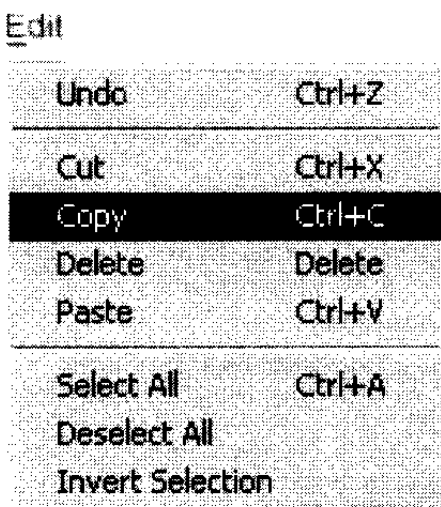 Edit
Undo Ctrl+Z
Cut Ctrl+X
Copy Ctrl+C
Delete Delete
Paste Ctrl+V
Select All Ctrl+A
Deselect All
Invert Selection